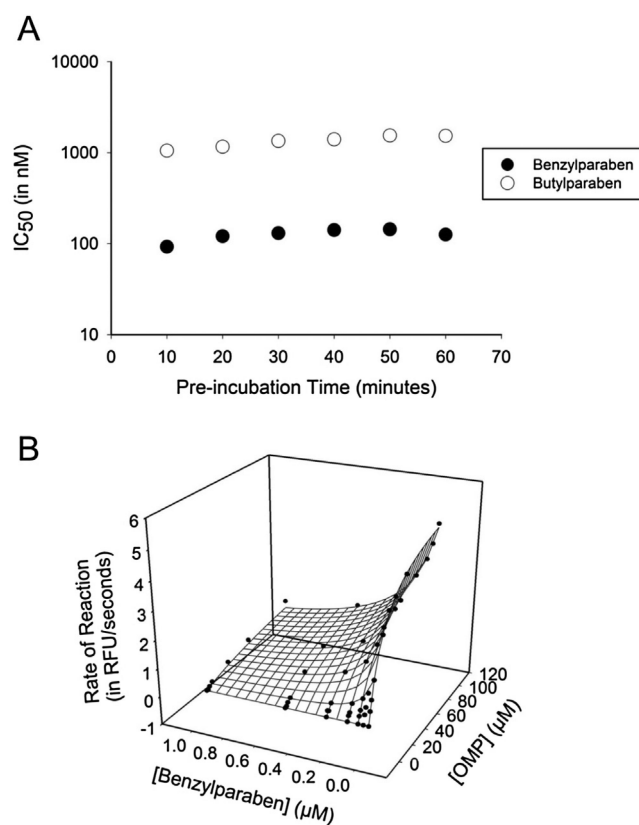 A
10000
1000
100
10
IC50 (in nM)
0 10 20 30 40 50 60 70
Pre-incubation Time (minutes)
Benzylparaben
Butylparaben
B
6
5
4
3
2
1
0
-1
Rate of Reaction
(in RFU/seconds)
1.0 0.8 0.6 0.4 0.2 0.0
[Benzylparaben] (µM)
0 20 40 60 80 100 120
[OMP] (µM)